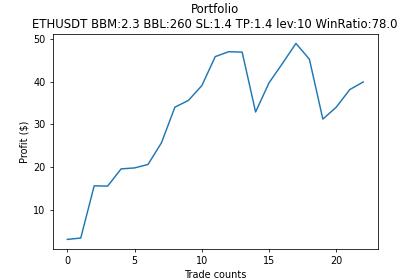 Portfolio
ETHUSDT BBM:2.3 BBL:260 SL:1.4 TP:1.4 lev:10 WinRatio:78.0
50
40
30
20
10
Profit ($)
0 5 10 15 20
Trade counts